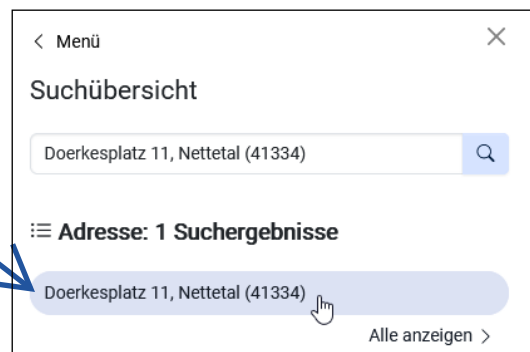 Menü
Suchübersicht
Doerkesplatz 11, Nettetal (41334)
Adresse: 1 Suchergebnisse
Doerkesplatz 11, Nettetal (41334)
Alle anzeigen